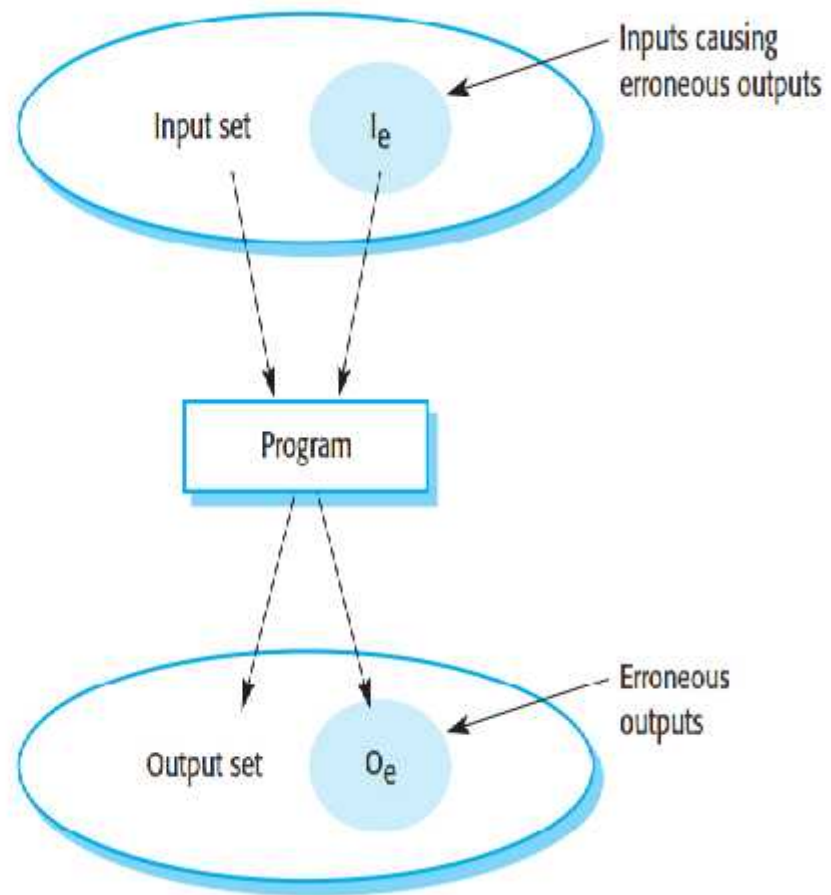 Inputs causing
erroneous outputs
Input set
Ie
Program
Erroneous
outputs
Output set
Oe